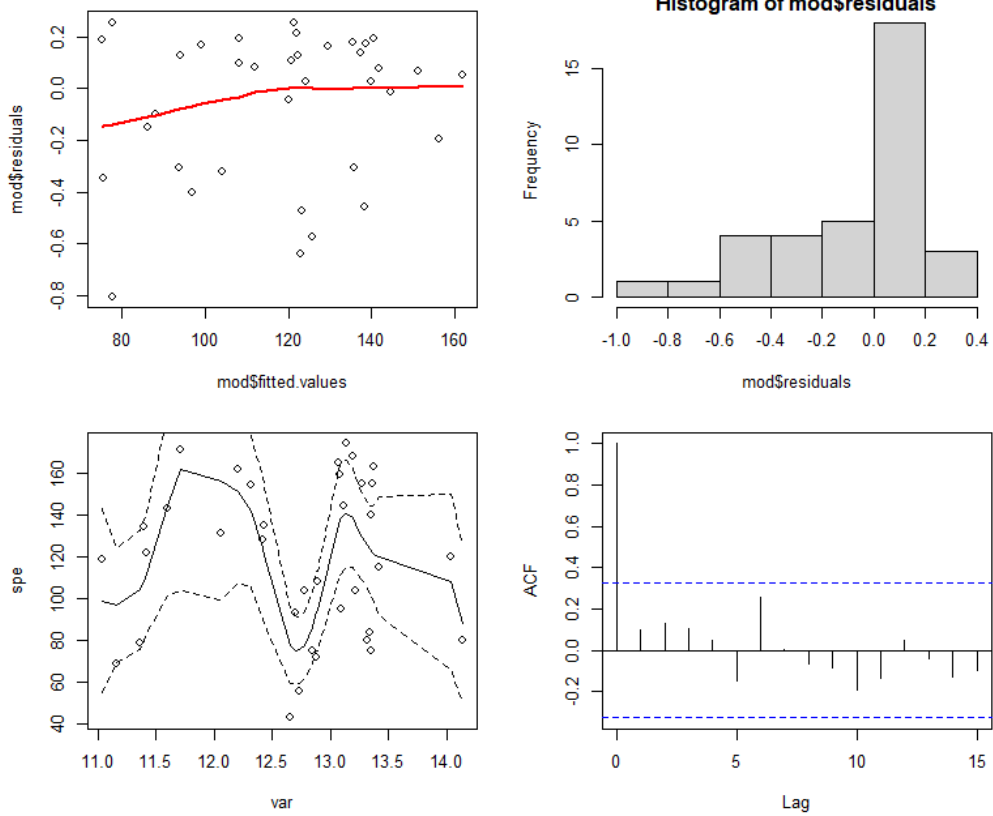 mod$residuals
0.2
0.0
-0.2
-0.4
-0.6
-0.8
80 100 120 140 160
mod$fitted.values
Histogram of mod$residuals
Frequency
15
10
5
0
-1.0 -0.8 -0.6 -0.4 -0.2 0.0 0.2 0.4
mod$residuals
spe
160
140
120
100
80
60
40
11.0 11.5 12.0 12.5 13.0 13.5 14.0
var
ACF
1.0
0.8
0.6
0.4
0.2
0.0
-0.2
0 5 10 15
Lag